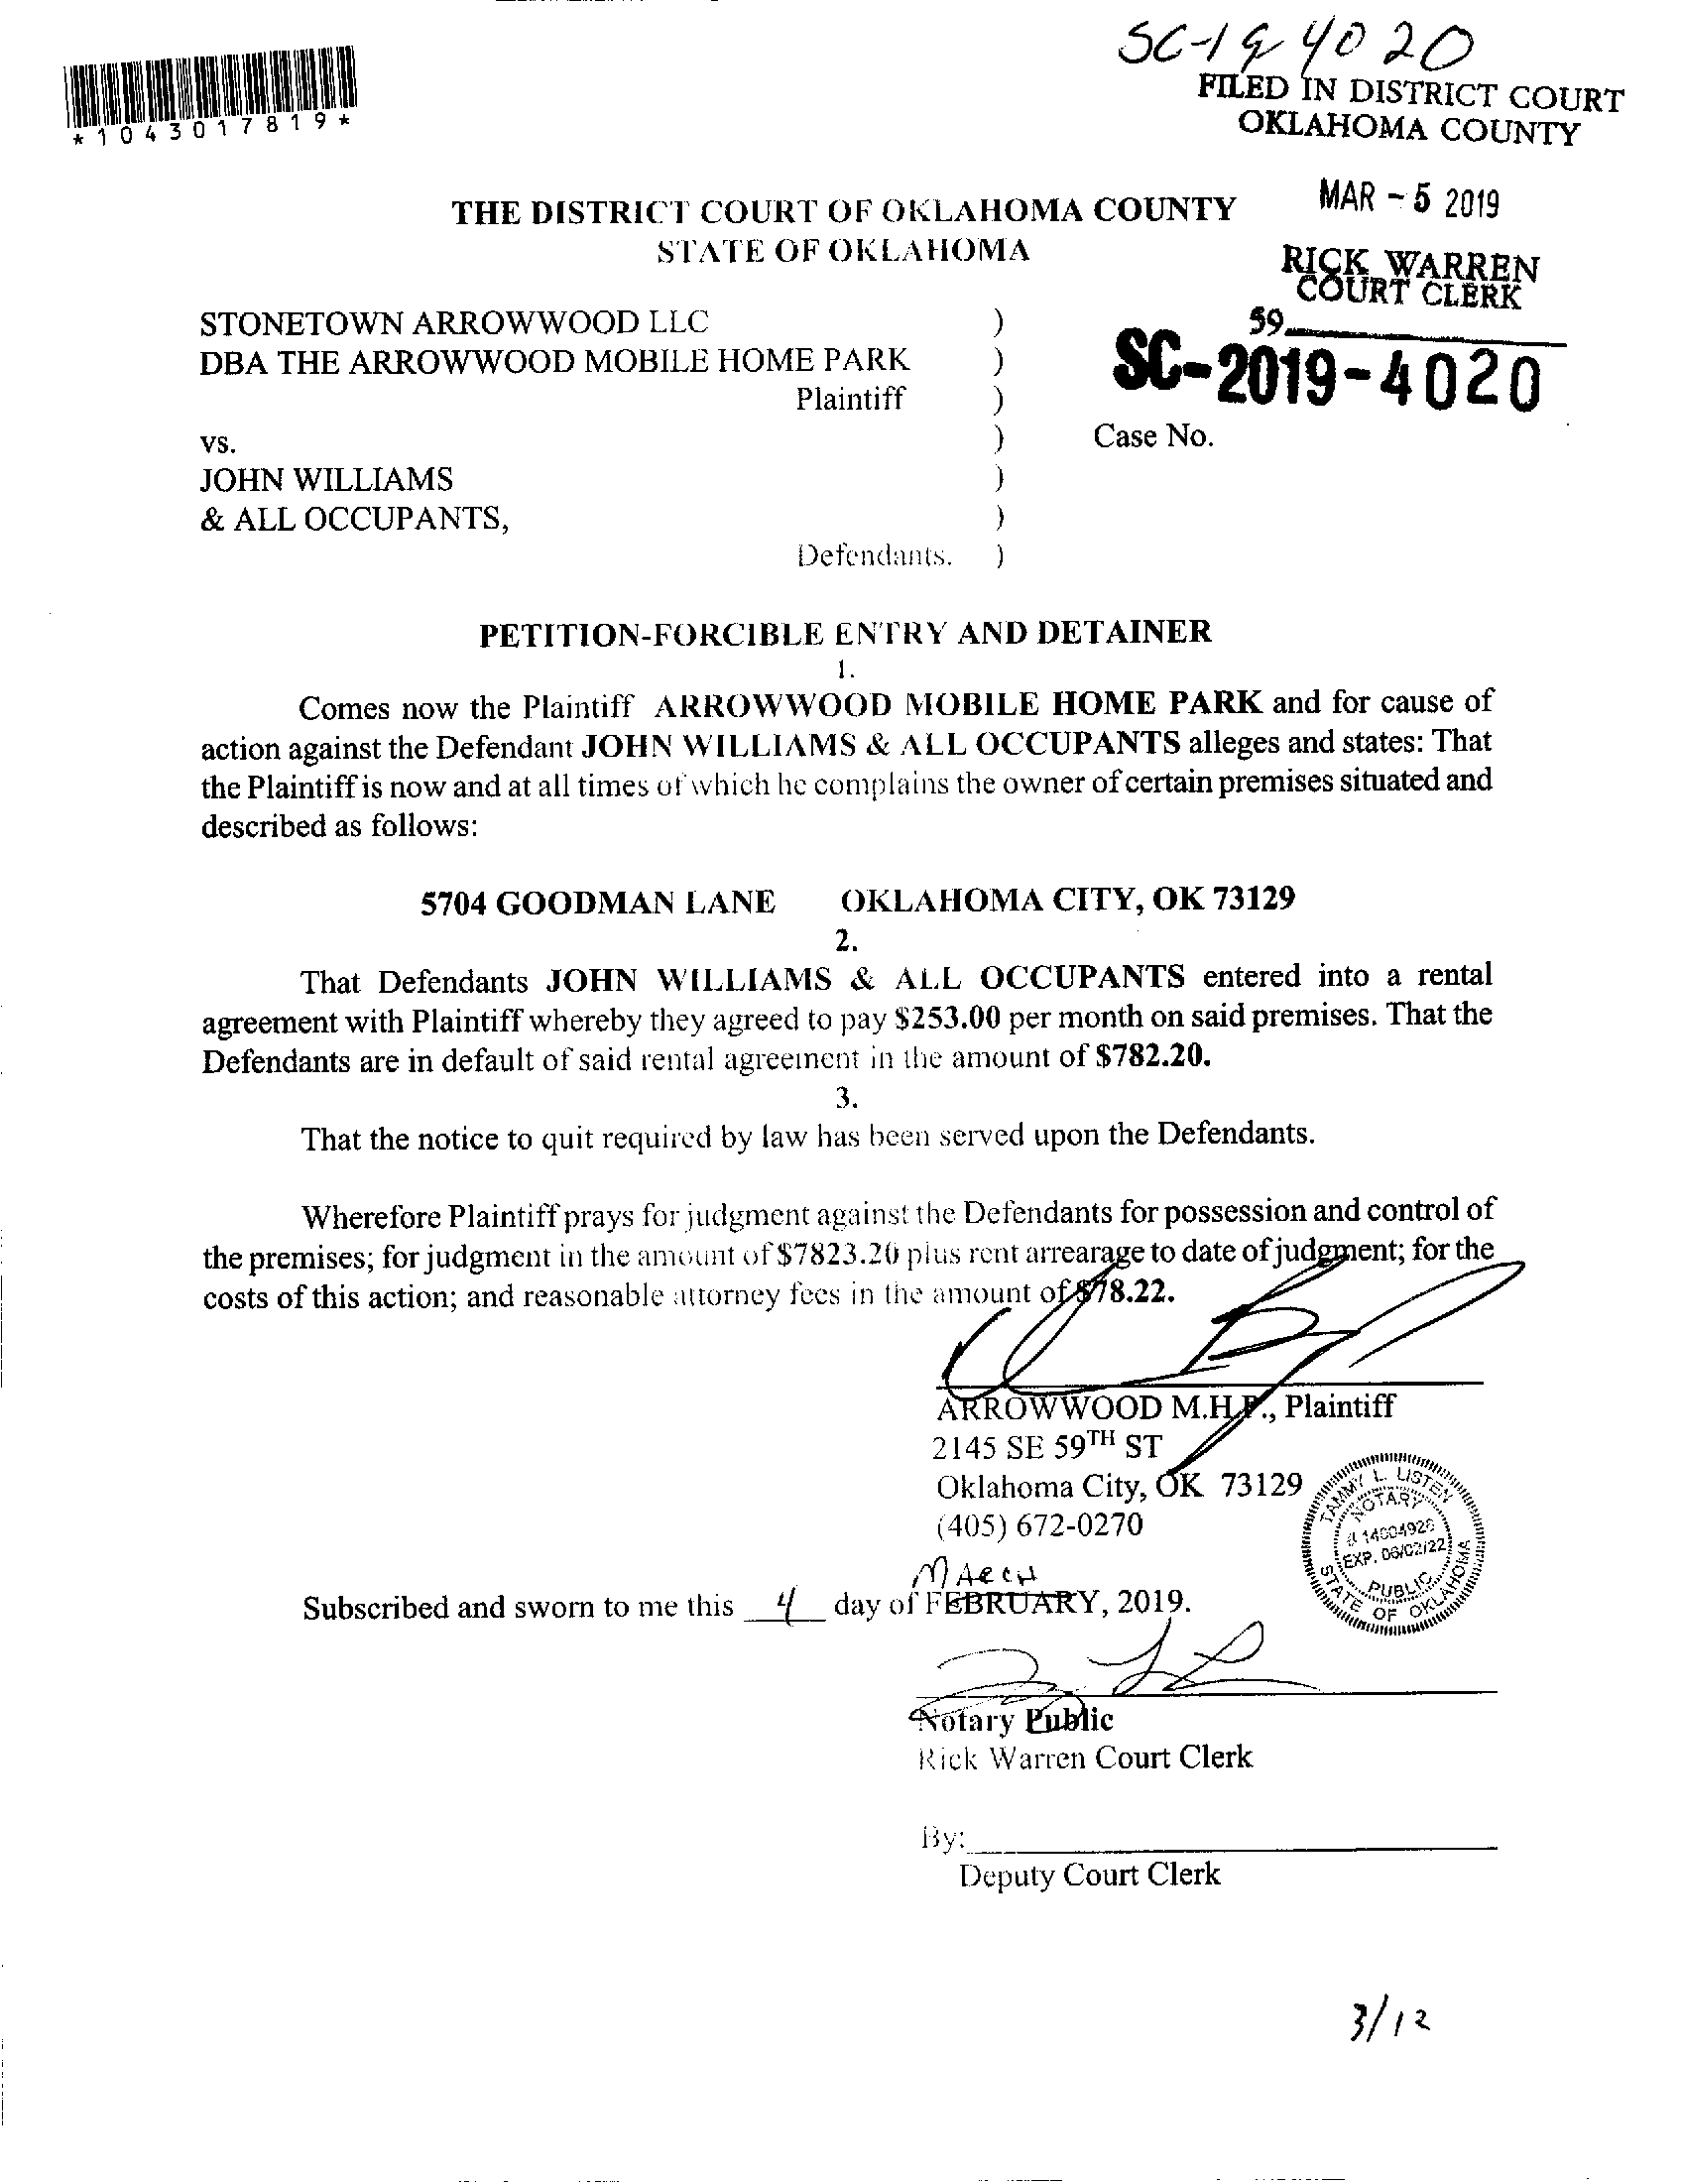 SC-19 4020
FILED IN DISTRICT COURT
OKLAHOMA COUNTY
*1043017819*
MAR - 5 2019
THE DISTRICT COURT OF OKLAHOMA COUNTY
STATE OF OKLAHOMA
RICK WARREN
COURT CLERK
59
SC-2019-4020
STONETOWN ARROWWOOD LLC )
DBA THE ARROWWOOD MOBILE HOME PARK )
Plaintiff )
vs. ) Case No.
JOHN WILLIAMS )
& ALL OCCUPANTS, )
Defendants. )
PETITION-FORCIBLE ENTRY AND DETAINER
1.
Comes now the Plaintiff ARROWWOOD MOBILE HOME PARK and for cause of
action against the Defendant JOHN WILLIAMS & ALL OCCUPANTS alleges and states: That
the Plaintiff is now and at all times of which he complains the owner of certain premises situated and
described as follows:
5704 GOODMAN LANE OKLAHOMA CITY, OK 73129
2.
That Defendants JOHN WILLIAMS & ALL OCCUPANTS entered into a rental
agreement with Plaintiff whereby they agreed to pay $253.00 per month on said premises. That the
Defendants are in default of said rental agreement in the amount of $782.20.
3.
That the notice to quit required by law has been served upon the Defendants.
Wherefore Plaintiff prays for judgment against the Defendants for possession and control of
the premises; for judgment in the amount of $7823.20 plus rent arrearage to date of judgment; for the
costs of this action; and reasonable attorney fees in the amount of $78.22.
ARROWWOOD M.H.P., Plaintiff
2145 SE 59TH ST
Oklahoma City, OK 73129
(405) 672-0270
TAMMY L. LISTEN
NOTARY
# 14004926
EXP. 06/02/22
PUBLIC
STATE OF OKLAHOMA
MARCH
Subscribed and sworn to me this 4 day of FEBRUARY, 2019.
Notary Public
Rick Warren Court Clerk
By:
Deputy Court Clerk
3/12